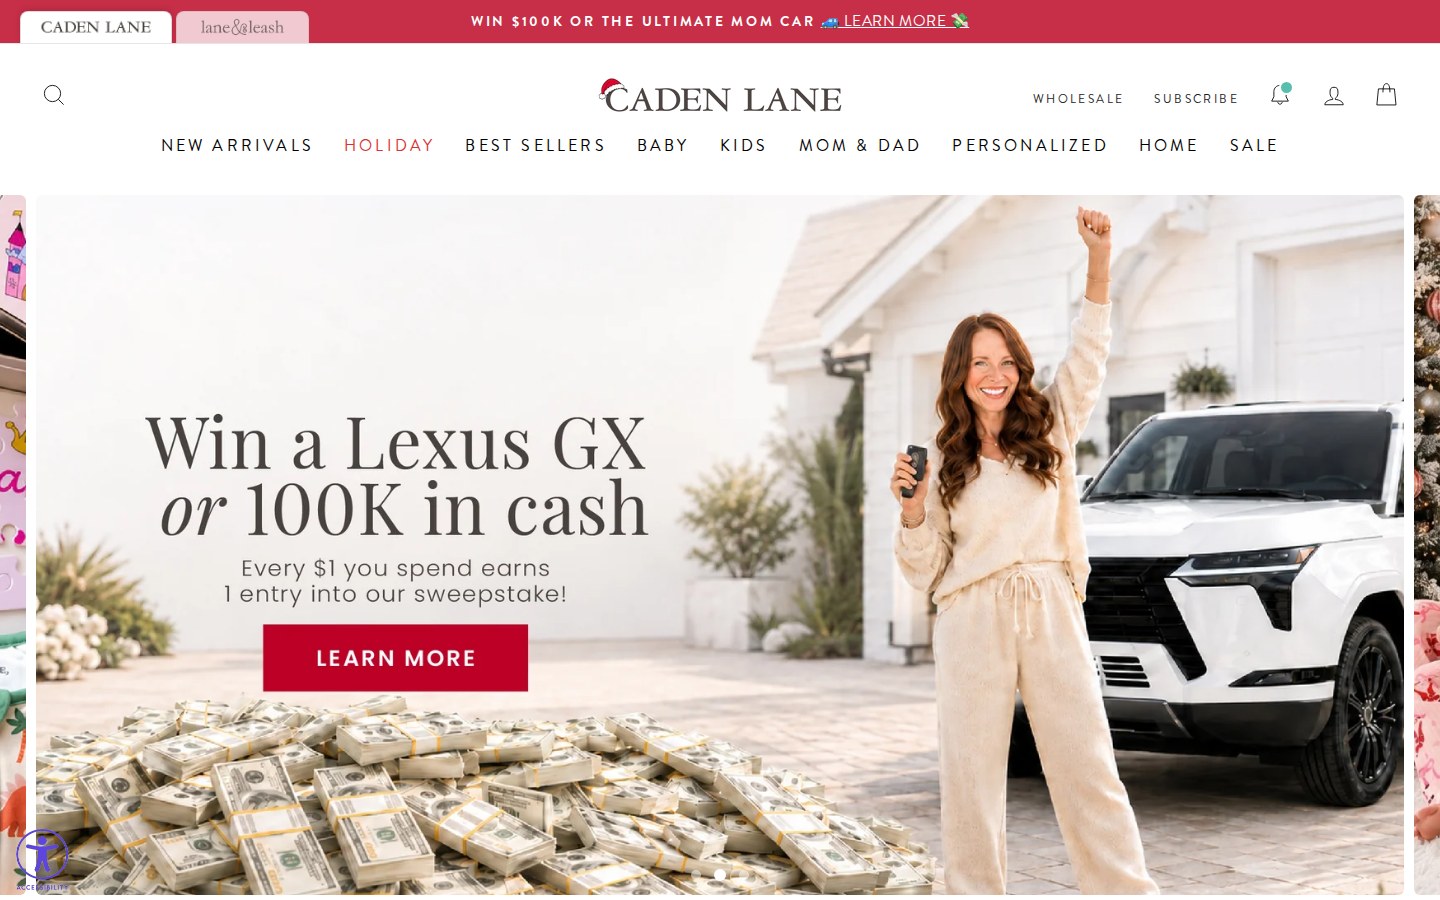 CADEN LANE
lane&leash
WIN $100K OR THE ULTIMATE MOM CAR 🚙 LEARN MORE 💸
CADEN LANE
WHOLESALE
SUBSCRIBE
NEW ARRIVALS
HOLIDAY
BEST SELLERS
BABY
KIDS
MOM & DAD
PERSONALIZED
HOME
SALE
Win a Lexus GX
or 100K in cash
Every $1 you spend earns
1 entry into our sweepstake!
LEARN MORE
ACCESSIBILITY